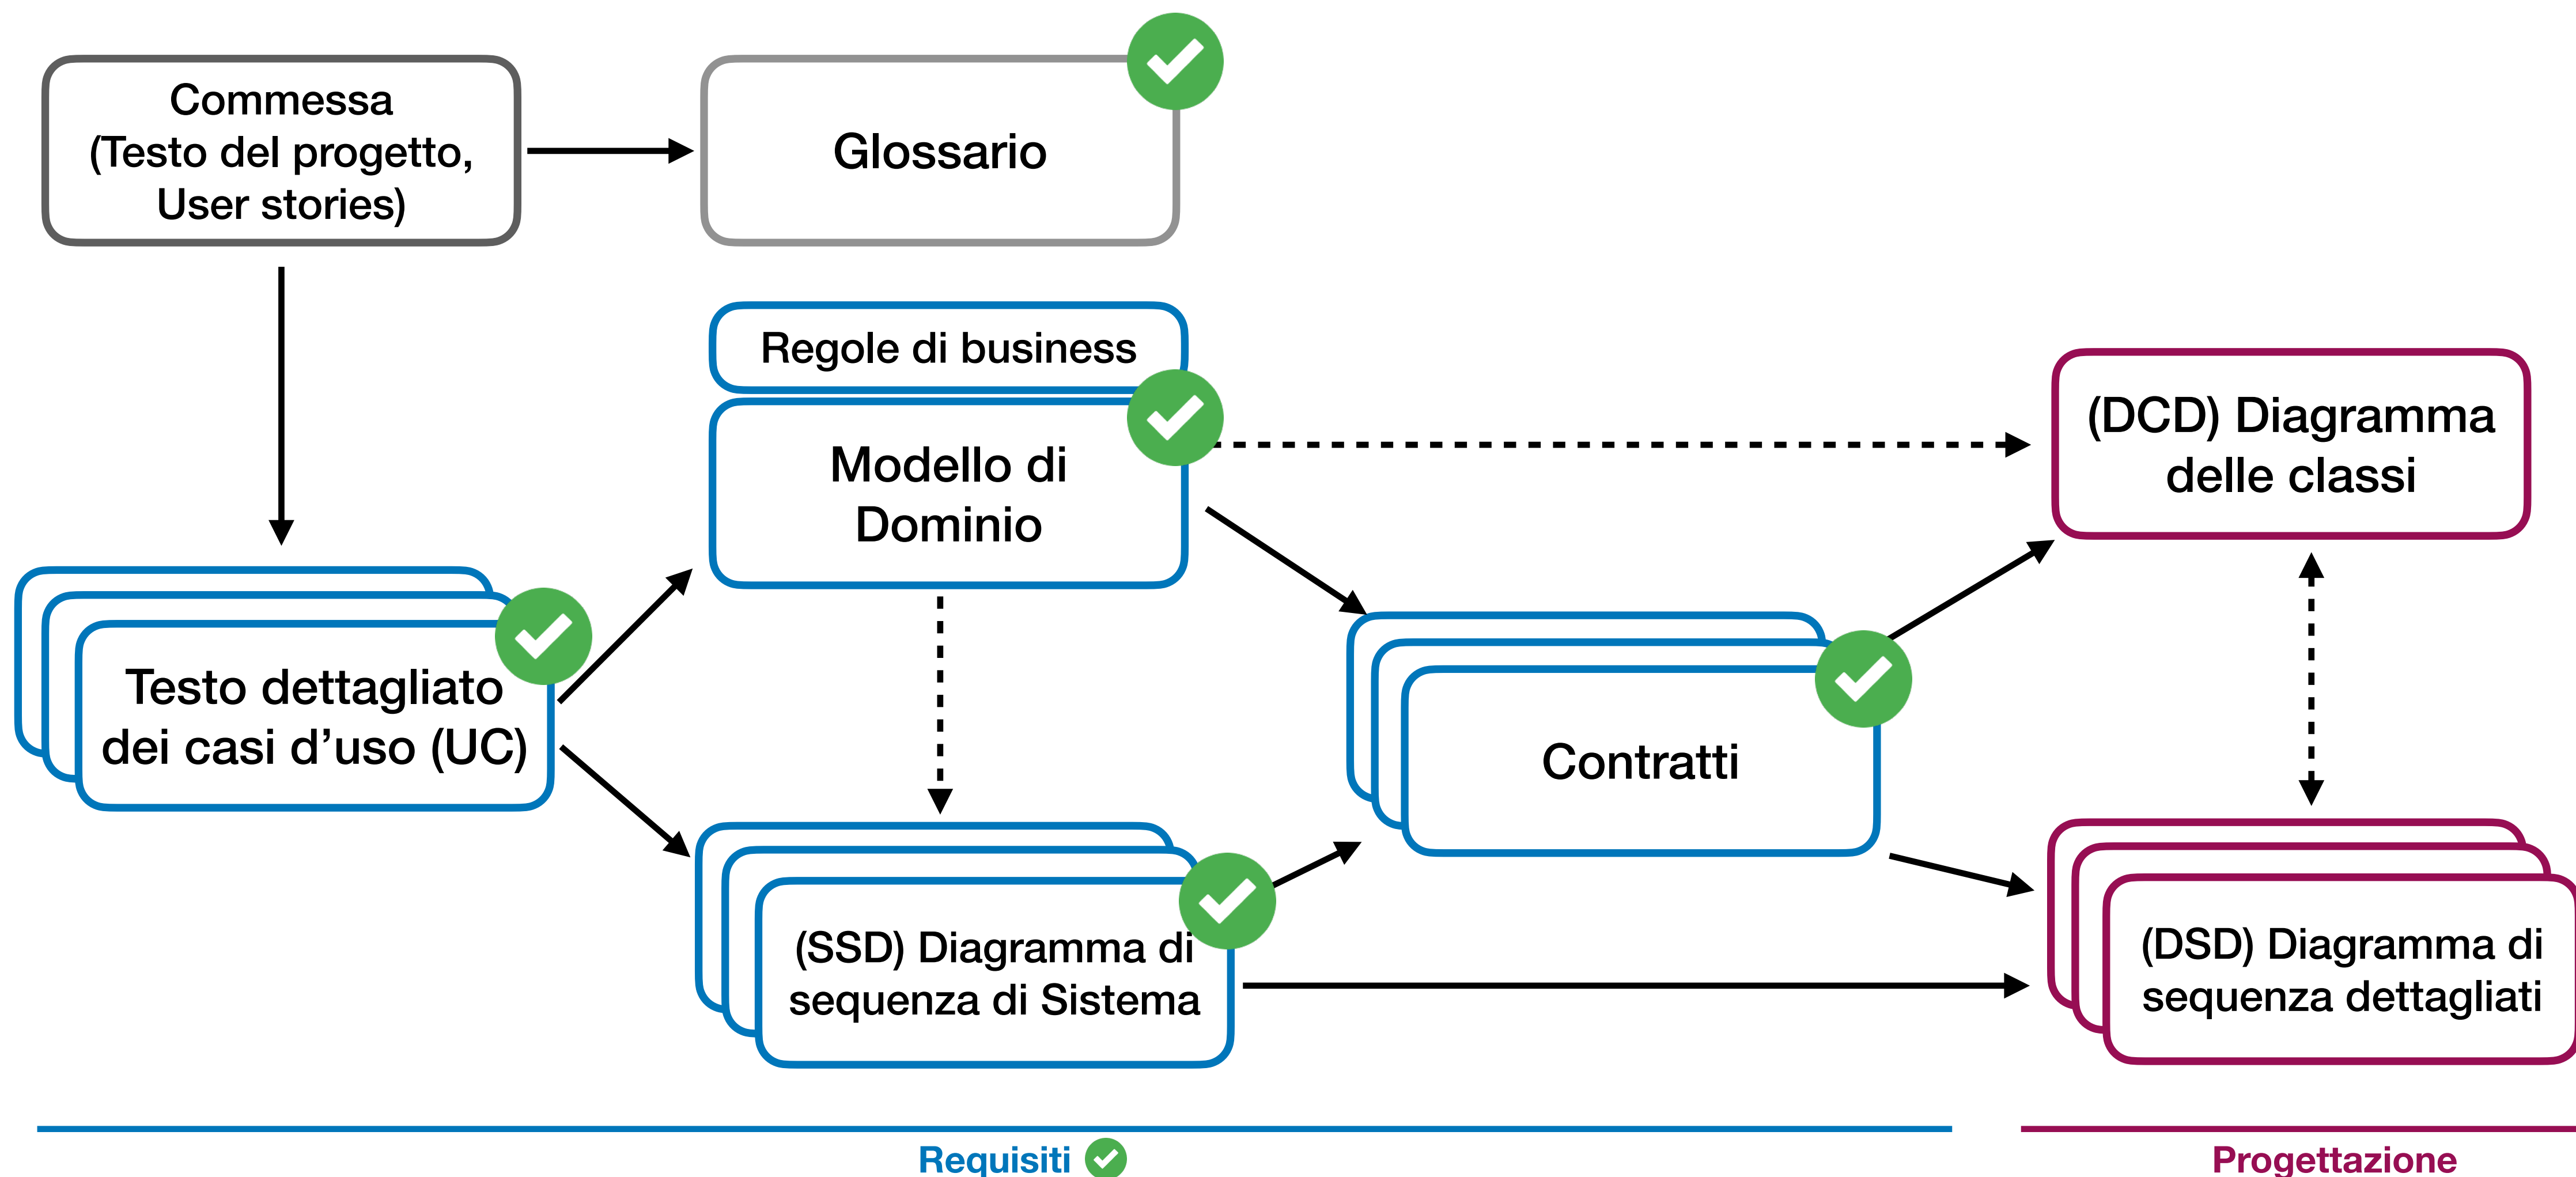 Commessa
(Testo del progetto,
User stories)
Glossario
Regole di business
Modello di
Dominio
(DCD) Diagramma
delle classi
Testo dettagliato
dei casi d’uso (UC)
Contratti
(SSD) Diagramma di
sequenza di Sistema
(DSD) Diagramma di
sequenza dettagliati
Requisiti
Progettazione